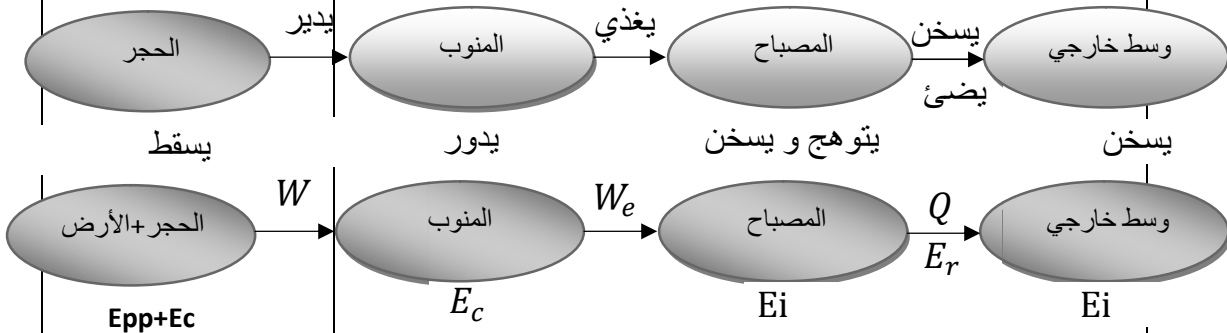 الحجر يدير المنوب يغذي المصباح يسخن وسط خارجي
يضئ
يسقط يدور يتوهج و يسخن يسخن
الحجر+الأرض W المنوب We المصباح Q وسط خارجي
Er
Epp+Ec Ec Ei Ei